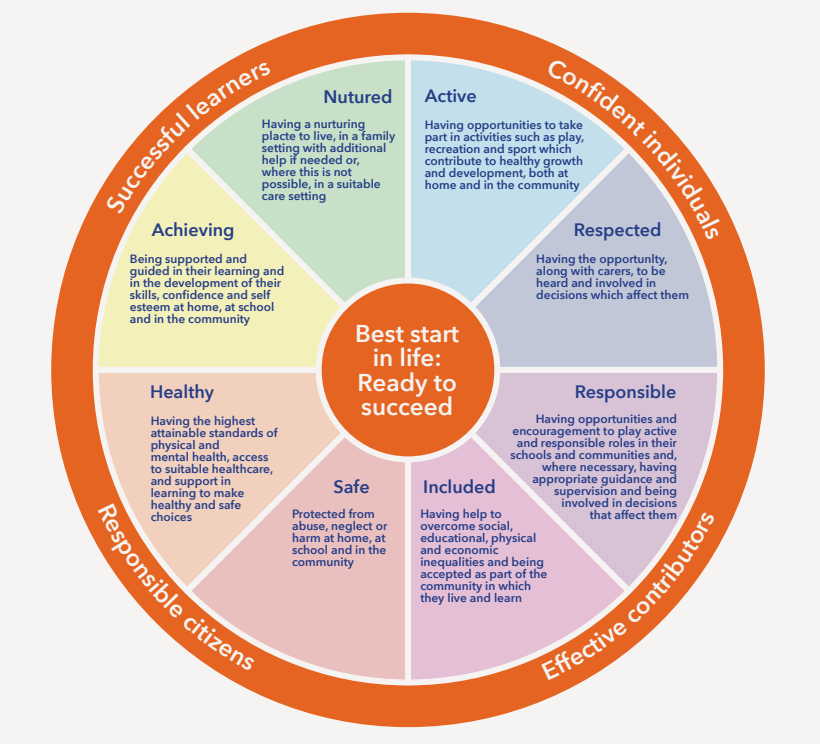 Successful learners
Confident individuals
Nutured
Having a nurturing
placte to live, in a family
setting with additional
help if needed or,
where this is not
possible, in a suitable
care setting
Active
Having opportunities to take
part in activities such as play,
recreation and sport which
contribute to healthy growth
and development, both at
home and in the community
Achieving
Being supported and
guided in their learning and
in the development of their
skills, confidence and self
esteem at home, at school
and in the community
Respected
Having the opportunlty,
along with carers, to be
heard and involved in
decisions which affect them
Best start
in life:
Ready to
succeed
Healthy
Having the highest
attainable standards of
physical and
mental health, access
to suitable healthcare,
and support in
learning to make
healthy and safe
choices
Responsible
Having opportunities and
encouragement to play active
and responsible roles in their
schools and communities and,
where necessary, having
appropriate guidance and
supervision and being
involved in decisions
that affect them
Safe
Protected from
abuse, neglect or
harm at home, at
school and in the
community
Included
Having help to
overcome social,
educational, physical
and economic
inequalities and being
accepted as part of the
community in which
they live and learn
Responsible citizens
Effective contributors